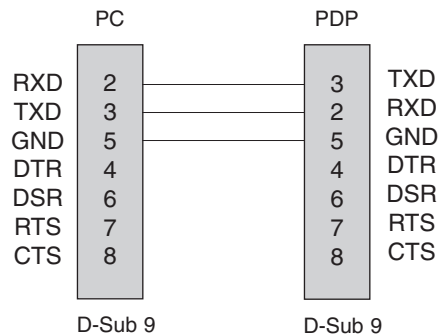 PC PDP
RXD 2 3 TXD
TXD 3 2 RXD
GND 5 5 GND
DTR 4 4 DTR
DSR 6 6 DSR
RTS 7 7 RTS
CTS 8 8 CTS
D-Sub 9 D-Sub 9